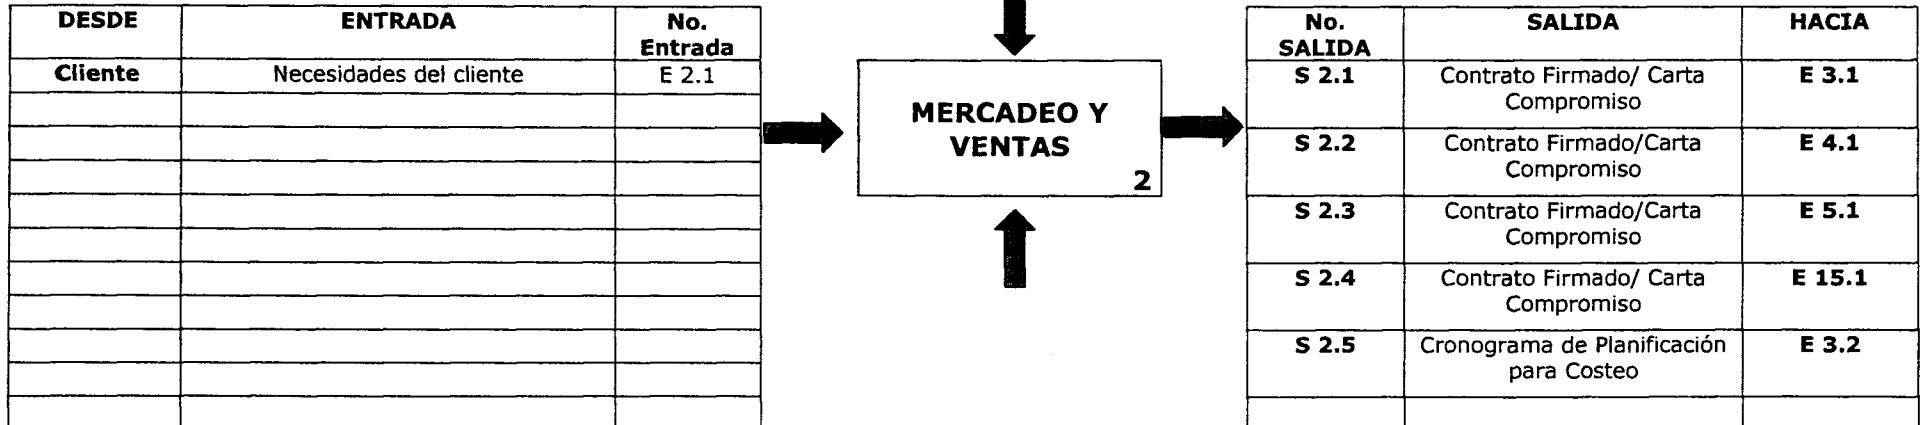 DESDE ENTRADA No. Entrada
Cliente Necesidades del cliente E 2.1
MERCADEO Y
VENTAS
2
No. SALIDA SALIDA HACIA
S 2.1 Contrato Firmado/ Carta Compromiso E 3.1
S 2.2 Contrato Firmado/Carta Compromiso E 4.1
S 2.3 Contrato Firmado/Carta Compromiso E 5.1
S 2.4 Contrato Firmado/ Carta Compromiso E 15.1
S 2.5 Cronograma de Planificación para Costeo E 3.2